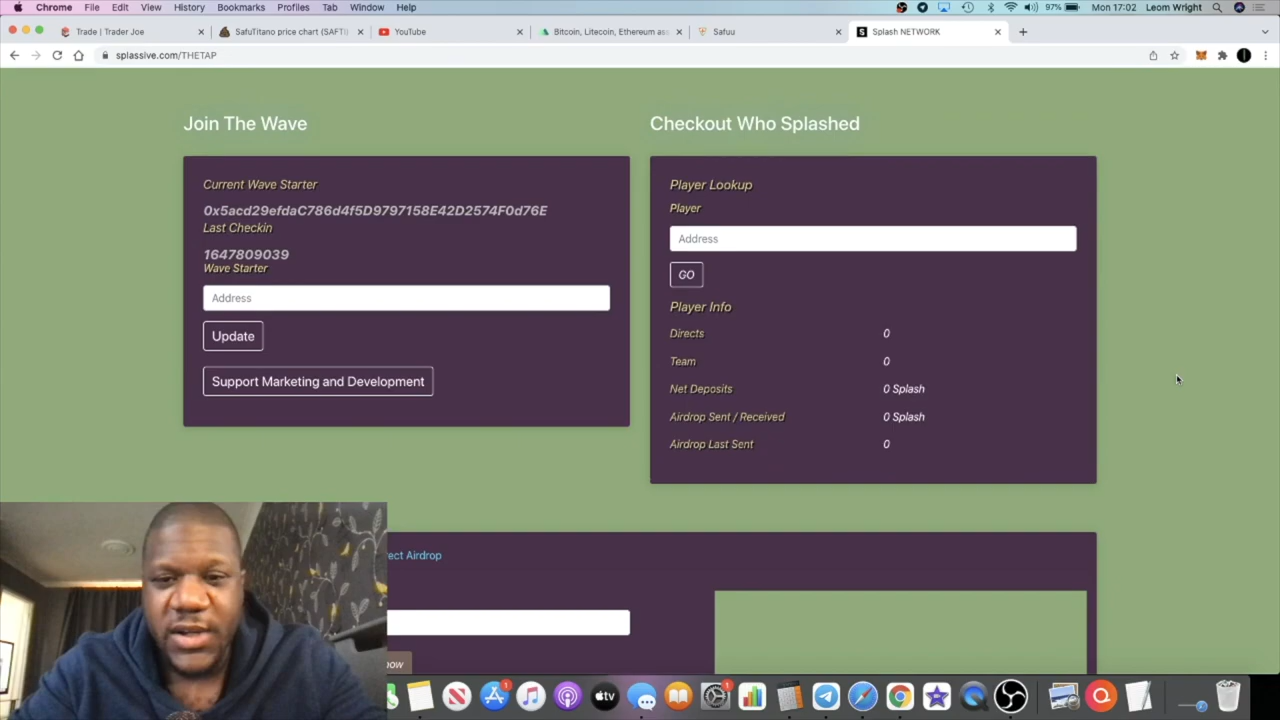 Chrome File Edit View History Bookmarks Profiles Tab Window Help 97% Mon 17:02 Leom Wright
Trade | Trader Joe
SafuTitano price chart (SAFTI)
YouTube
Bitcoin, Litecoin, Ethereum as
Safuu
Splash NETWORK
splassive.com/THETAP
Join The Wave
Current Wave Starter
0x5acd29efdaC786d4f5D9797158E42D2574F0d76E
Last Checkin
1647809039
Wave Starter
Address
Update
Support Marketing and Development
Checkout Who Splashed
Player Lookup
Player
Address
GO
Player Info
Directs 0
Team 0
Net Deposits 0 Splash
Airdrop Sent / Received 0 Splash
Airdrop Last Sent 0
ect Airdrop
now
tv
1
1